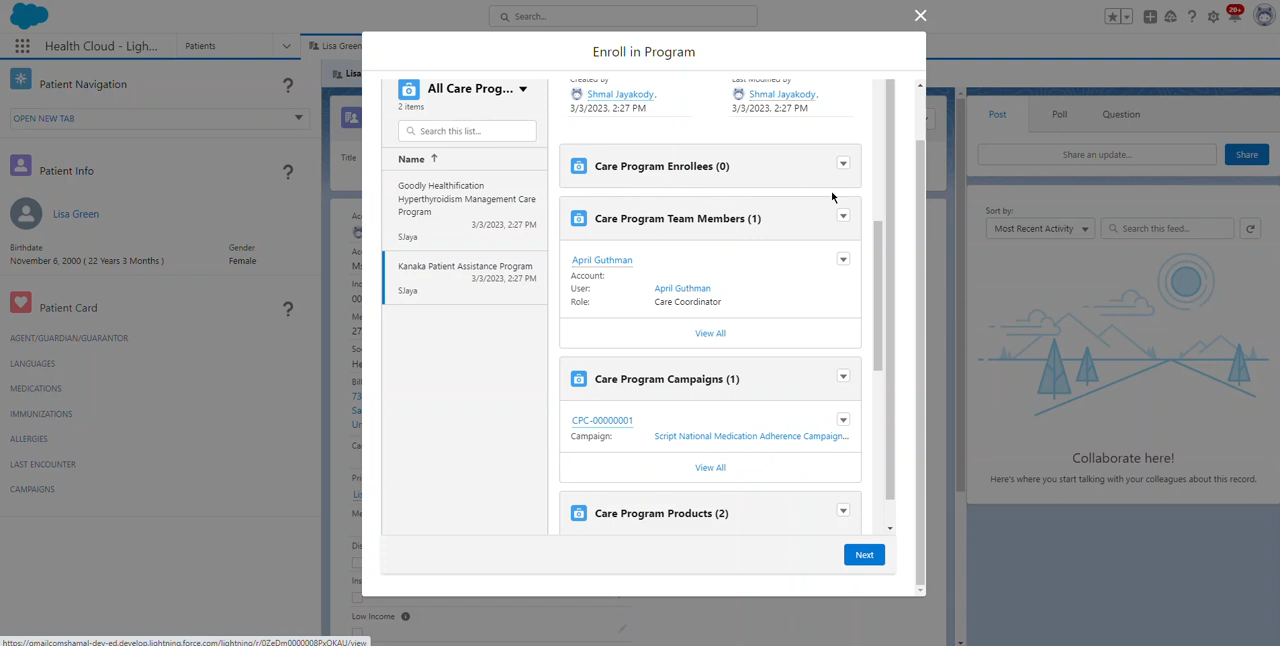 Search...
20+
Health Cloud - Ligh...
Patients
Lisa Green
Enroll in Program
Patient Navigation
OPEN NEW TAB
Patient Info
Lisa Green
Birthdate
Gender
November 6, 2000 ( 22 Years 3 Months )
Female
Patient Card
AGENT/GUARDIAN/GUARANTOR
LANGUAGES
MEDICATIONS
IMMUNIZATIONS
ALLERGIES
LAST ENCOUNTER
CAMPAIGNS
Title
Low Income
All Care Prog...
2 items
Search this list...
Name
Goodly Healthification
Hyperthyroidism Management Care
Program
3/3/2023, 2:27 PM
SJaya
Kanaka Patient Assistance Program
3/3/2023, 2:27 PM
SJaya
Created By
Last Modified By
Shmal Jayakody,
Shmal Jayakody,
3/3/2023, 2:27 PM
3/3/2023, 2:27 PM
Care Program Enrollees (0)
Care Program Team Members (1)
April Guthman
Account:
User: April Guthman
Role: Care Coordinator
View All
Care Program Campaigns (1)
CPC-00000001
Campaign: Script National Medication Adherence Campaign...
View All
Care Program Products (2)
Next
Post
Poll
Question
Share an update...
Share
Sort by:
Most Recent Activity
Search this feed...
Collaborate here!
Here's where you start talking with your colleagues about this record.